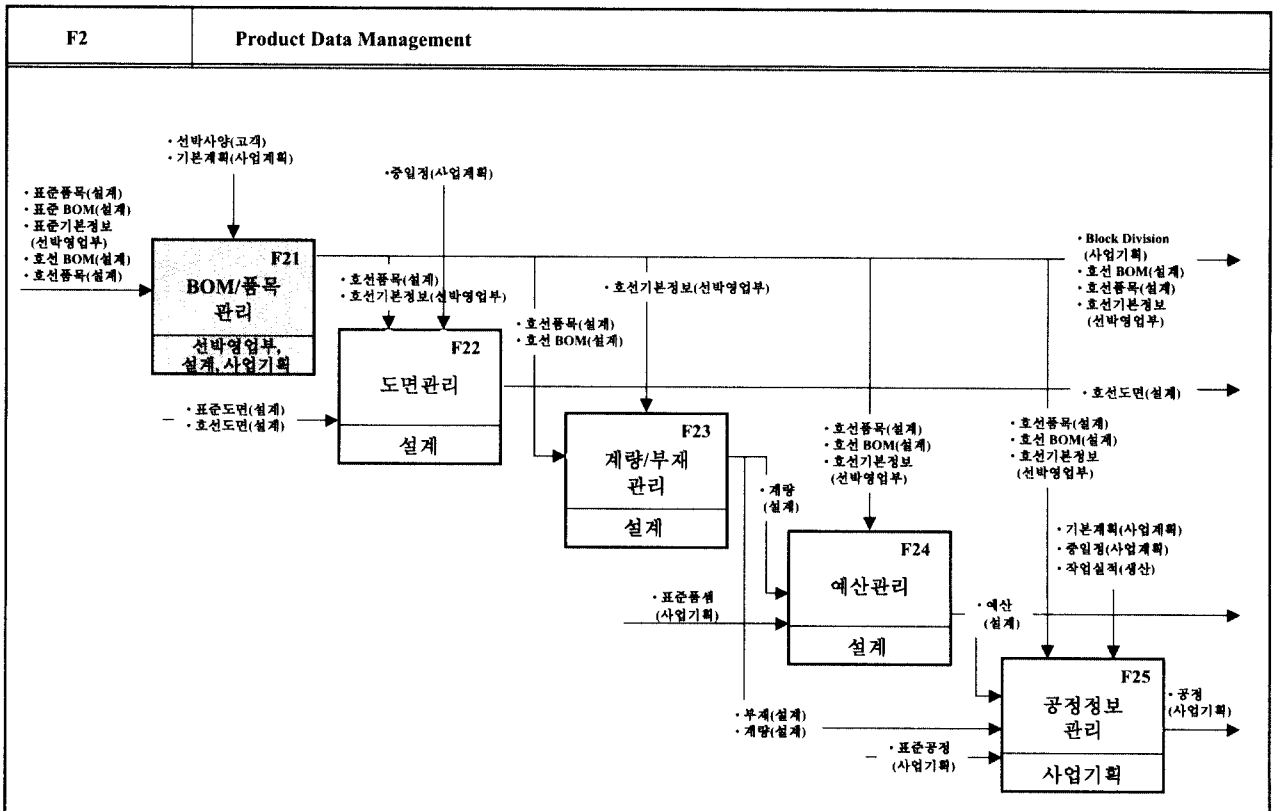 F2
Product Data Management
• 선박사양(고객)
• 기본계획(사업계획)
• 중일정(사업계획)
• 표준품목(설계)
• 표준 BOM(설계)
• 표준기본정보
(선박영업부)
• 호선 BOM(설계)
• 호선품목(설계)
F21
BOM/품목
관리
선박영업부,
설계, 사업기획
• Block Division
(사업기획)
• 호선 BOM(설계)
• 호선품목(설계)
• 호선기본정보
(선박영업부)
• 호선품목(설계)
• 호선기본정보(선박영업부)
• 호선기본정보(선박영업부)
• 호선품목(설계)
• 호선 BOM(설계)
F22
도면관리
설계
• 표준도면(설계)
• 호선도면(설계)
• 호선도면(설계)
F23
계량/부재
관리
설계
• 호선품목(설계)
• 호선 BOM(설계)
• 호선기본정보
(선박영업부)
• 호선품목(설계)
• 호선 BOM(설계)
• 호선기본정보
(선박영업부)
• 계량
(설계)
• 기본계획(사업계획)
• 중일정(사업계획)
• 작업실적(생산)
F24
예산관리
설계
• 표준품셈
(사업기획)
• 예산
(설계)
F25
공정정보
관리
사업기획
• 공정
(사업기획)
• 부재(설계)
• 계량(설계)
• 표준공정
(사업기획)